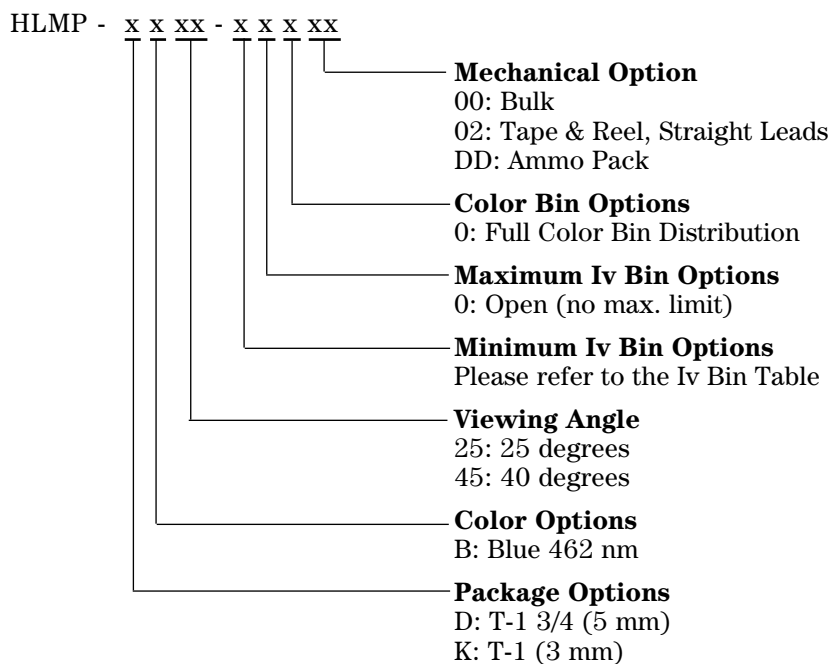 HLMP - x x xx - x x x xx
Mechanical Option
00: Bulk
02: Tape & Reel, Straight Leads
DD: Ammo Pack
Color Bin Options
0: Full Color Bin Distribution
Maximum Iv Bin Options
0: Open (no max. limit)
Minimum Iv Bin Options
Please refer to the Iv Bin Table
Viewing Angle
25: 25 degrees
45: 40 degrees
Color Options
B: Blue 462 nm
Package Options
D: T-1 3/4 (5 mm)
K: T-1 (3 mm)